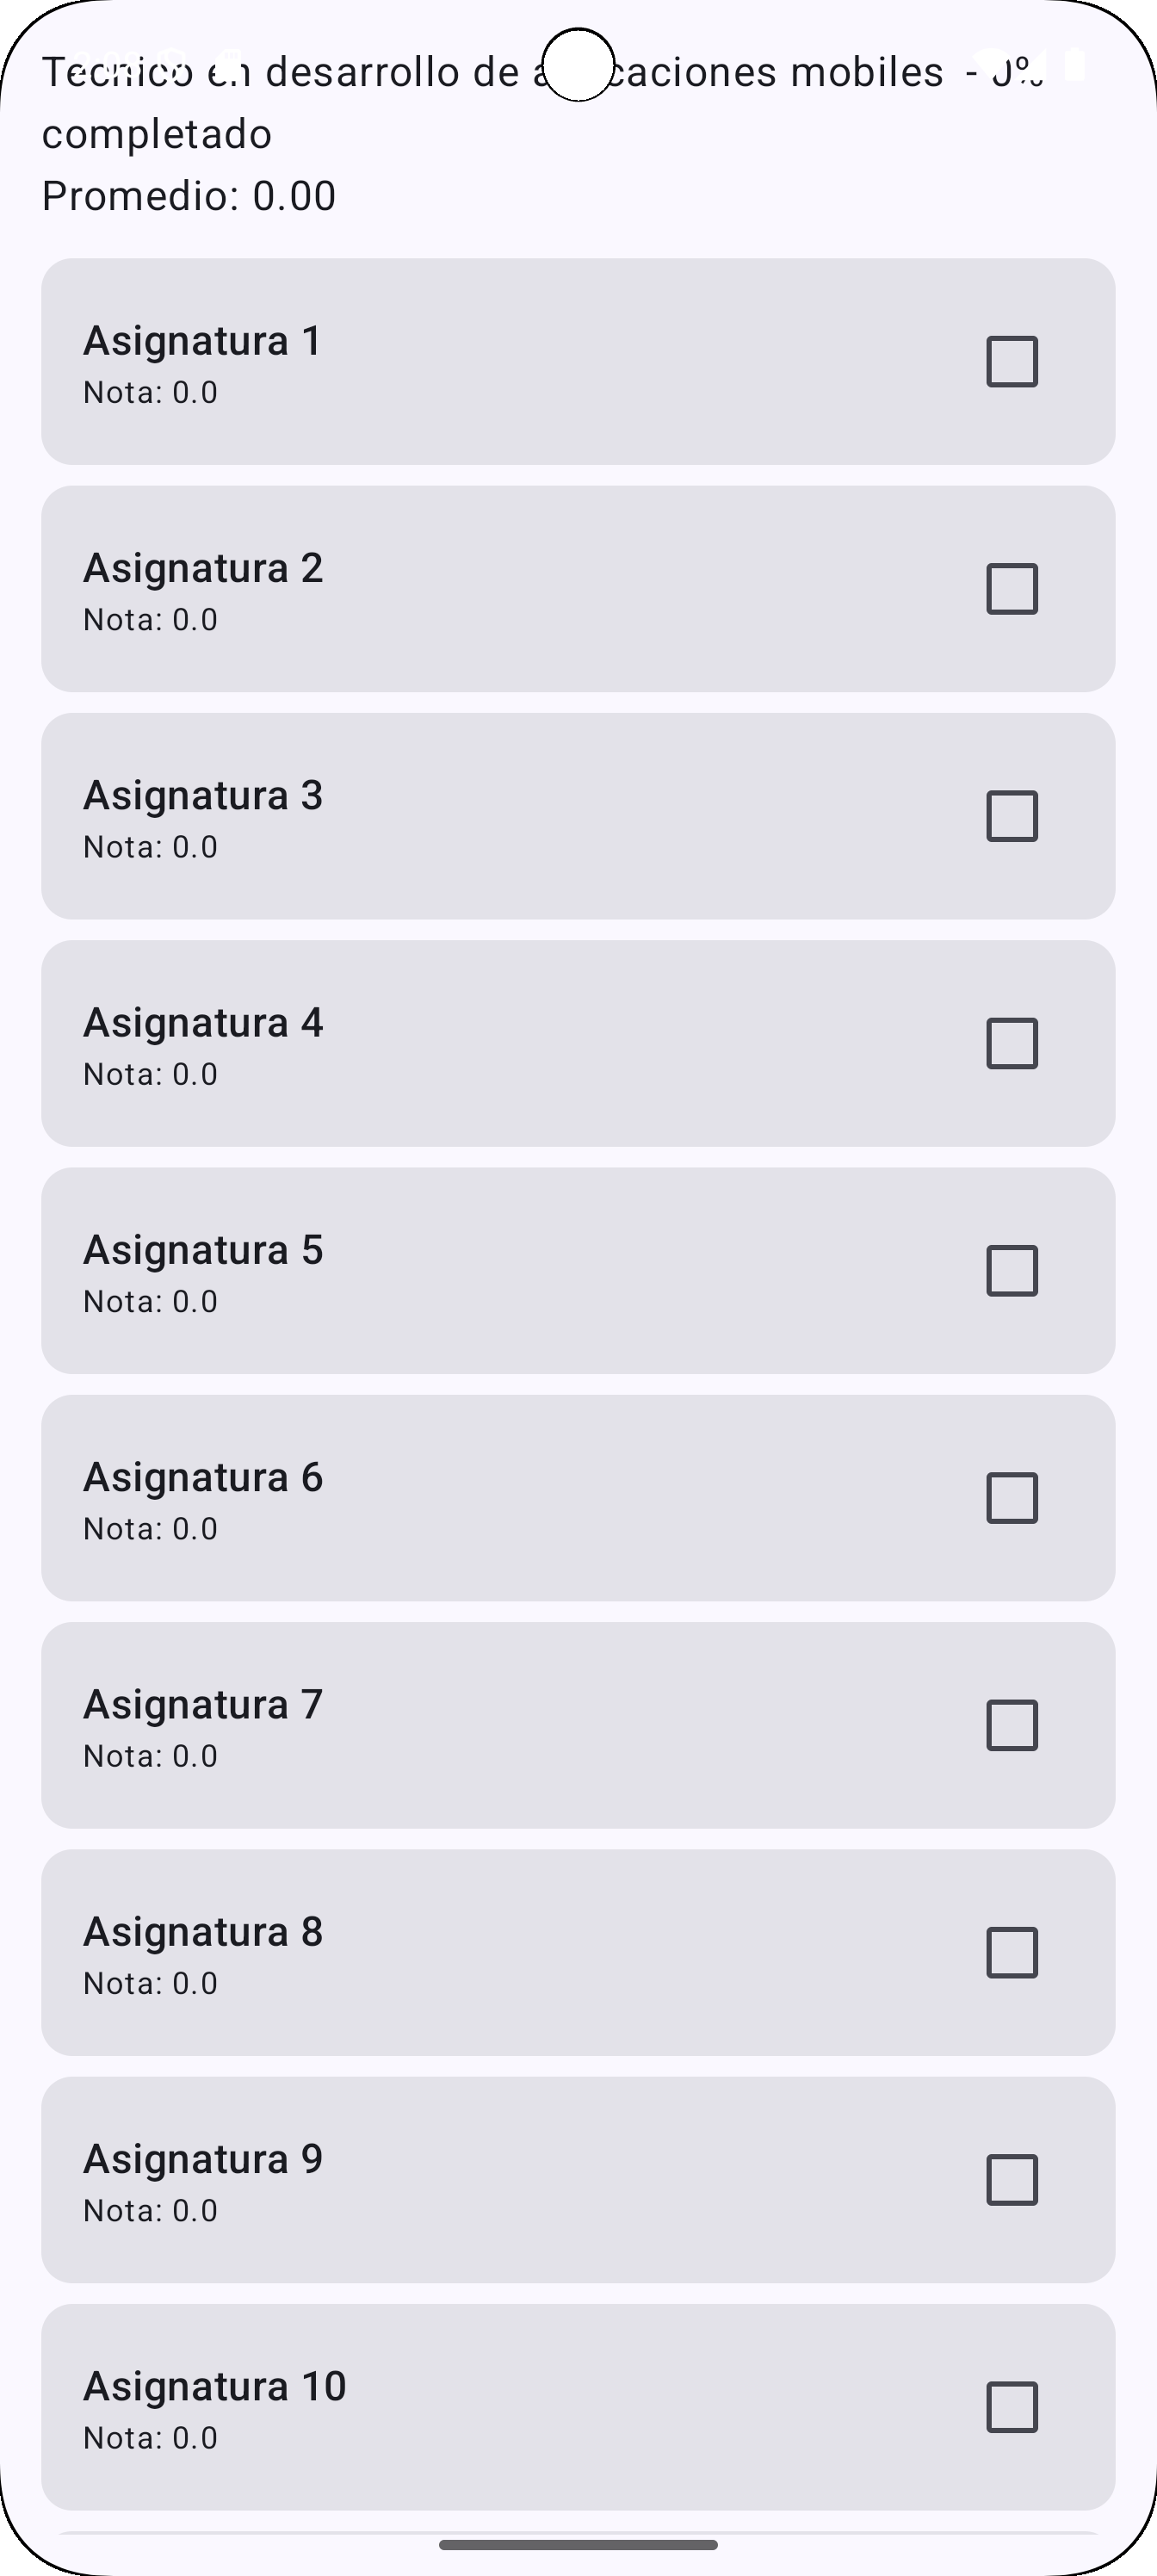 Tecnico en desarrollo de caciones mobiles - 0%
completado
Promedio: 0.00
Asignatura 1
Nota: 0.0
Asignatura 2
Nota: 0.0
Asignatura 3
Nota: 0.0
Asignatura 4
Nota: 0.0
Asignatura 5
Nota: 0.0
Asignatura 6
Nota: 0.0
Asignatura 7
Nota: 0.0
Asignatura 8
Nota: 0.0
Asignatura 9
Nota: 0.0
Asignatura 10
Nota: 0.0